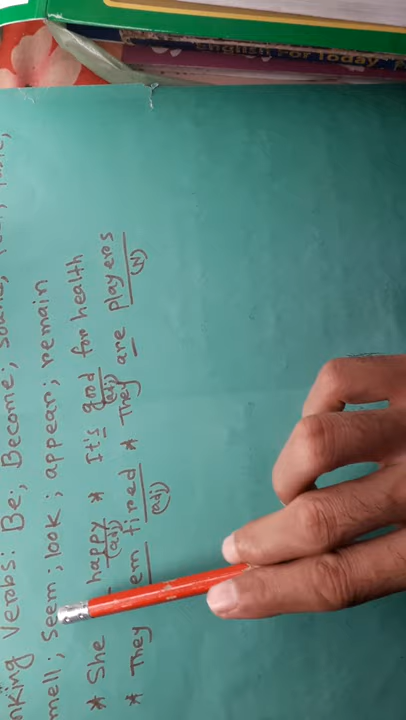 English For Today
nking Verbs: Be; Become;
mell; Seem; look; appear; remain
* She happy * It's good for health
(adj) (adj)
* They em tired * They are players
(adj) (N)